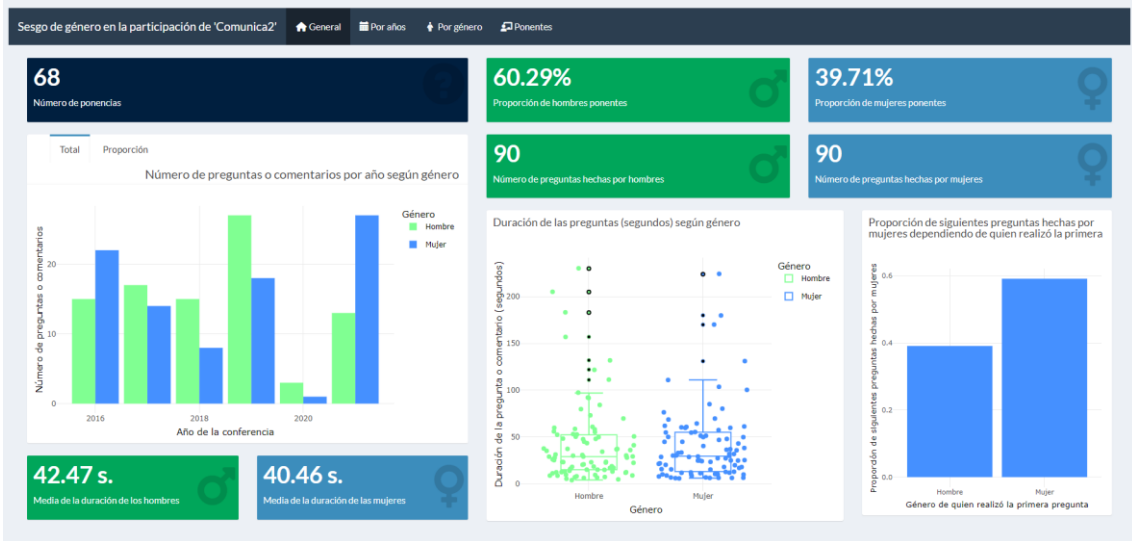 Sesgo de género en la participación de 'Comunica2'
General
Por años
Por género
Ponentes
68
Número de ponencias
60.29%
Proporción de hombres ponentes
39.71%
Proporción de mujeres ponentes
90
Número de preguntas hechas por hombres
90
Número de preguntas hechas por mujeres
Total
Proporción
Número de preguntas o comentarios por año según género
Número de preguntas o comentarios
20
10
0
2016
2018
2020
Año de la conferencia
Género
Hombre
Mujer
42.47 s.
Media de la duración de los hombres
40.46 s.
Media de la duración de las mujeres
Duración de las preguntas (segundos) según género
Duración de la pregunta o comentario (segundos)
200
150
100
50
0
Hombre
Mujer
Género
Género
Hombre
Mujer
Proporción de siguientes preguntas hechas por
mujeres dependiendo de quien realizó la primera
Proporción de siguientes preguntas hechas por mujeres
0.6
0.4
0.2
0.0
Hombre
Mujer
Género de quien realizó la primera pregunta